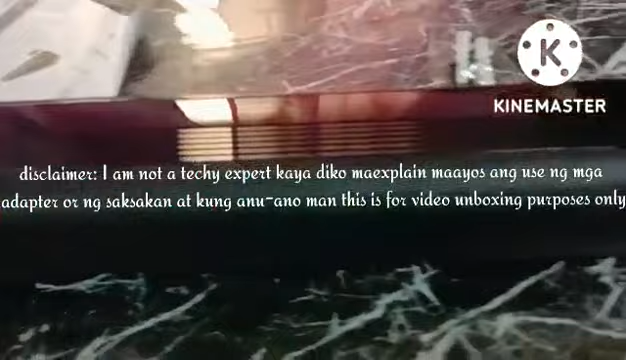 K
KINEMASTER
disclaimer: I am not a techy expert kaya diko maexplain maayos ang use ng mga
adapter or ng saksakan at kung anu-ano man this is for video unboxing purposes only